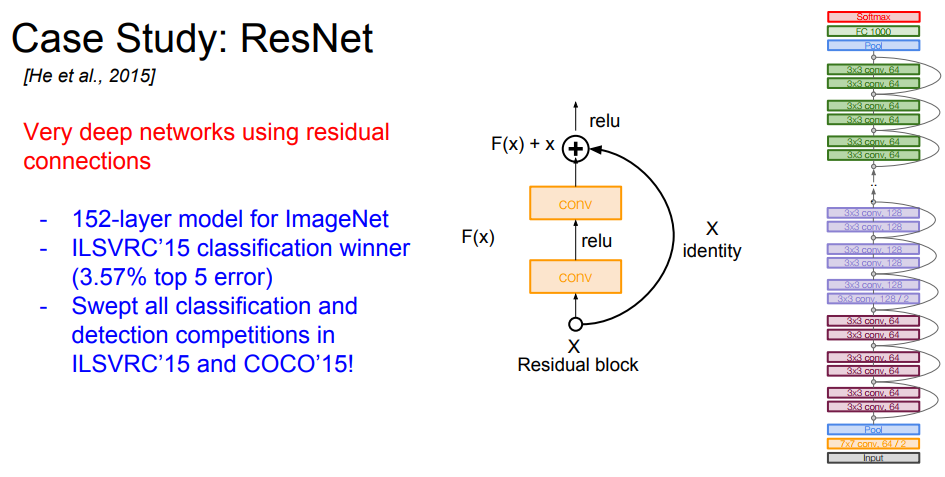 Case Study: ResNet
[He et al., 2015]
Very deep networks using residual
connections
- 152-layer model for ImageNet
- ILSVRC’15 classification winner
(3.57% top 5 error)
- Swept all classification and
detection competitions in
ILSVRC’15 and COCO’15!
relu
F(x) + x
conv
F(x)
relu
X
identity
conv
X
Residual block
Softmax
FC 1000
Pool
3x3 conv, 64
3x3 conv, 64
3x3 conv, 64
3x3 conv, 64
3x3 conv, 64
3x3 conv, 64
..
3x3 conv, 128
3x3 conv, 128
3x3 conv, 128
3x3 conv, 128
3x3 conv, 128
3x3 conv, 128 / 2
3x3 conv, 64
3x3 conv, 64
3x3 conv, 64
3x3 conv, 64
3x3 conv, 64
3x3 conv, 64
Pool
7x7 conv, 64 / 2
Input